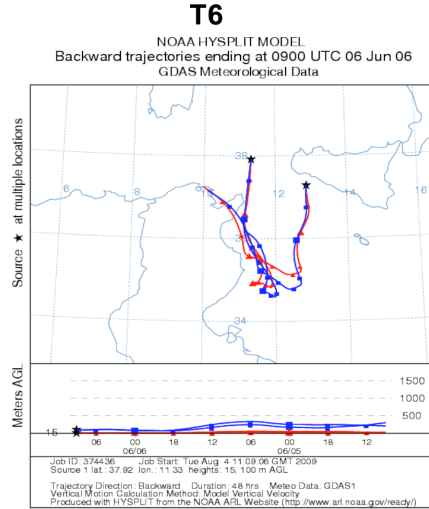 T6
NOAA HYSPLIT MODEL
Backward trajectories ending at 0900 UTC 06 Jun 06
GDAS Meteorological Data
Source ★ at multiple locations
38
6
8
12
14
16
34
Meters AGL
1500
1000
500
15
06 00 18 12 06 00 18 12
06/06 06/05
Job ID: 374436 Job Start: Tue Aug 4 11:09:06 GMT 2009
Source 1 lat.: 37.92 lon.: 11.33 heights: 15, 100 m AGL
Trajectory Direction: Backward Duration: 48 hrs Meteo Data: GDAS1
Vertical Motion Calculation Method: Model Vertical Velocity
Produced with HYSPLIT from the NOAA ARL Website (http://www.arl.noaa.gov/ready/)